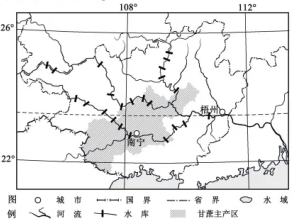 108° 112°
26°
梧州
南宁
22°
图 城市 国界 省界 水域
例 河流 水库 甘蔗主产区